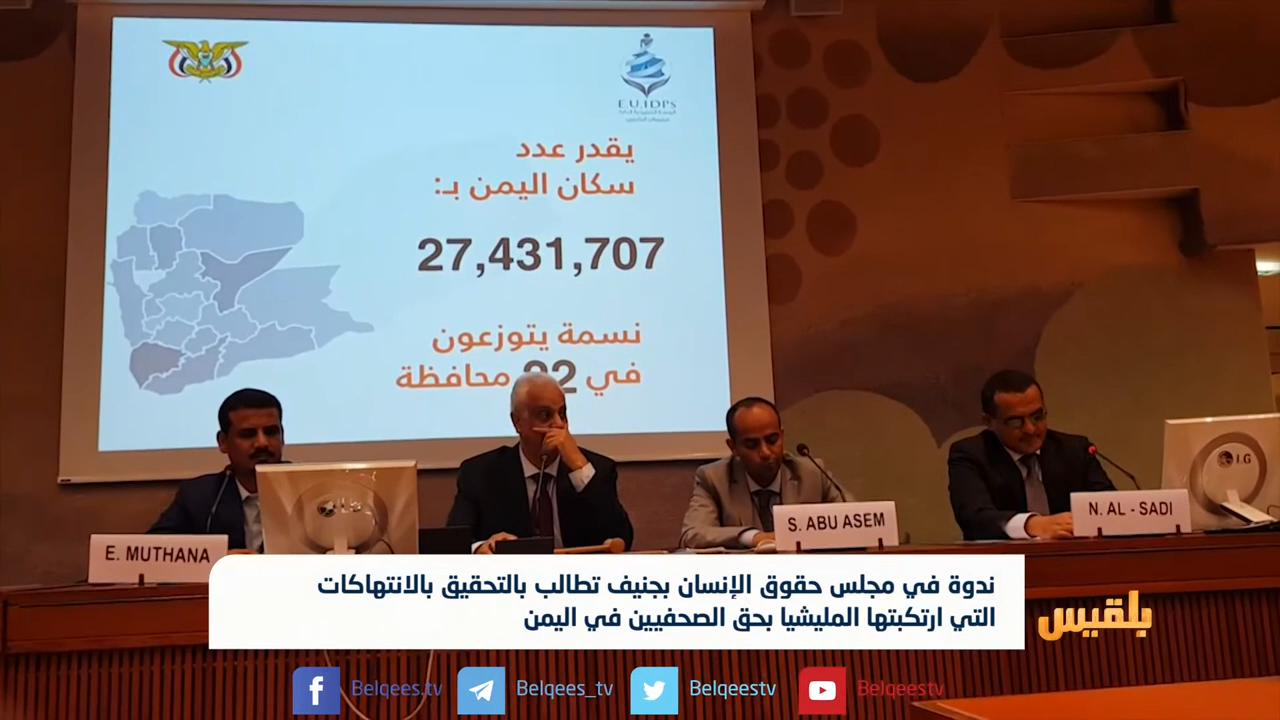 E.U.IDPs
يقدر عدد
سكان اليمن بـ:
27,431,707
نسمة يتوزعون
في 22 محافظة
E. MUTHANA
S. ABU ASEM
N. AL - SADI
LG
ندوة في مجلس حقوق الإنسان بجنيف تطالب بالتحقيق بالانتهاكات
التي ارتكبتها المليشيا بحق الصحفيين في اليمن
بلقيس
Belqees.tv
Belqees_tv
Belqeestv
Belqeestv